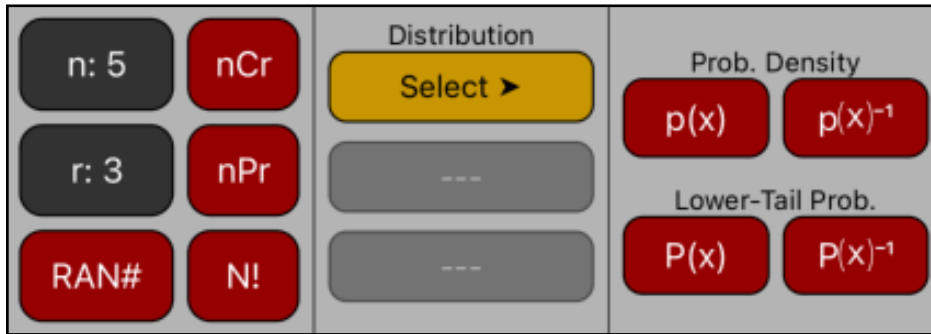 n: 5
nCr
r: 3
nPr
RAN#
N!
Distribution
Select ➤
---
---
Prob. Density
p(x)
p(x)⁻¹
Lower-Tail Prob.
P(x)
P(x)⁻¹